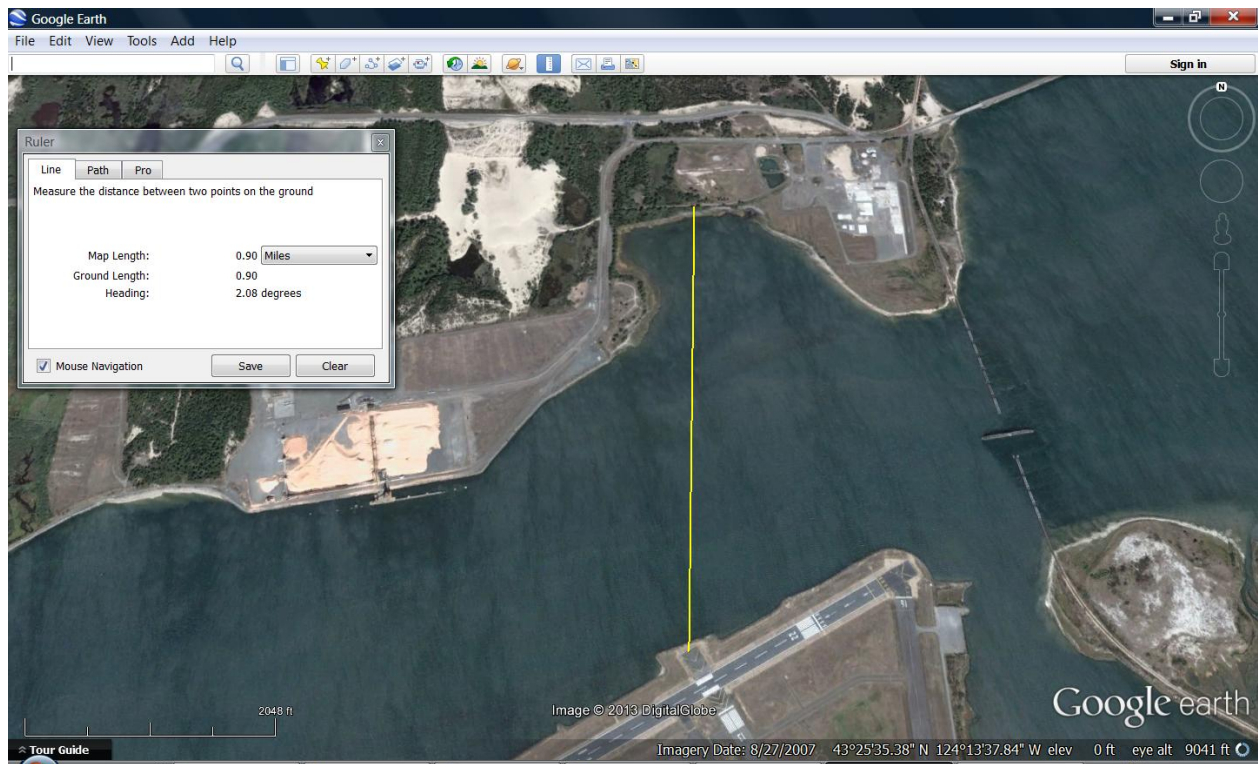 Google Earth
File Edit View Tools Add Help
Sign in
N
Ruler
Line Path Pro
Measure the distance between two points on the ground
Map Length: 0.90 Miles
Ground Length: 0.90
Heading: 2.08 degrees
Mouse Navigation Save Clear
22
2048 ft
Image © 2013 DigitalGlobe
Google earth
Tour Guide
Imagery Date: 8/27/2007 43°25'35.38" N 124°13'37.84" W elev 0 ft eye alt 9041 ft